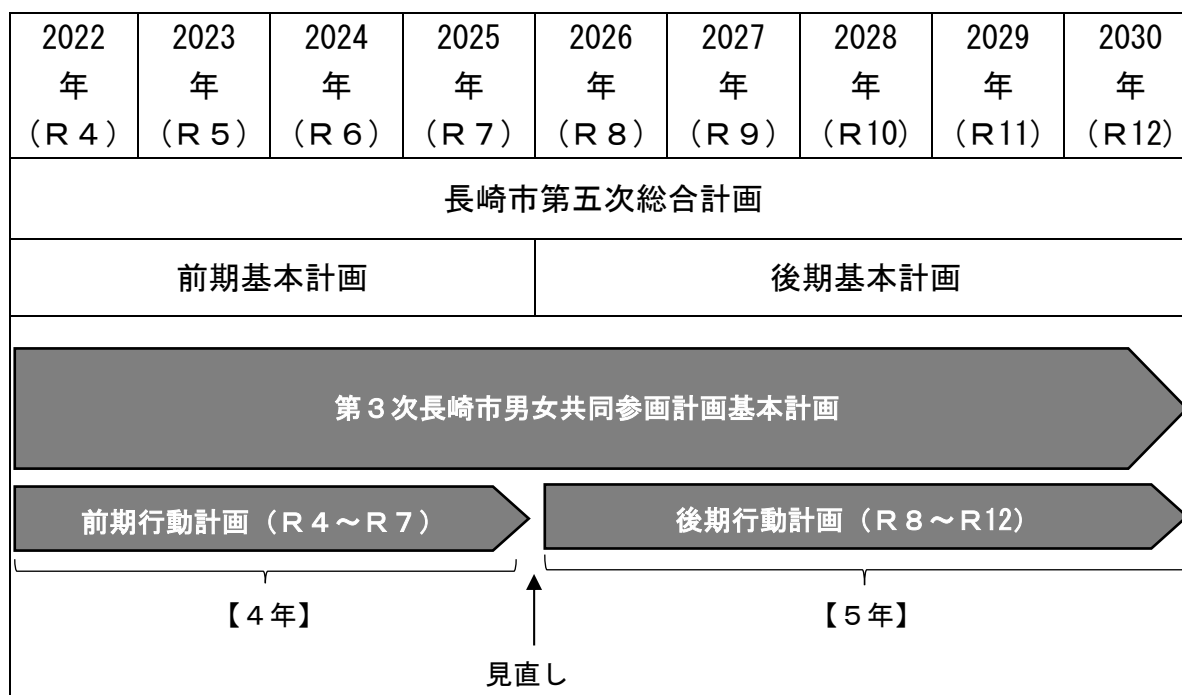 2022 2023 2024 2025 2026 2027 2028 2029 2030
年 年 年 年 年 年 年 年 年
（Ｒ４） （Ｒ５） （Ｒ６） （Ｒ７） （Ｒ８） （Ｒ９） （Ｒ10） （Ｒ11） （Ｒ12）
長崎市第五次総合計画
前期基本計画 後期基本計画
第３次長崎市男女共同参画計画基本計画
前期行動計画（Ｒ４～Ｒ７） 後期行動計画（Ｒ８～Ｒ12）
【４年】 【５年】
見直し